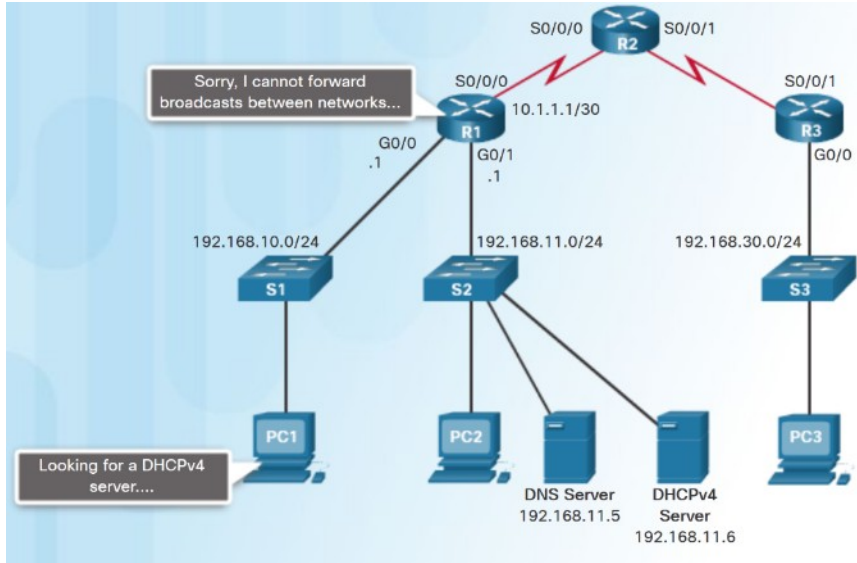 S0/0/0
S0/0/1
R2
Sorry, I cannot forward
broadcasts between networks...
S0/0/0
10.1.1.1/30
R1
S0/0/1
R3
G0/0
.1
G0/1
.1
G0/0
192.168.10.0/24
192.168.11.0/24
192.168.30.0/24
S1
S2
S3
PC1
PC2
PC3
Looking for a DHCPv4
server....
DNS Server
192.168.11.5
DHCPv4
Server
192.168.11.6